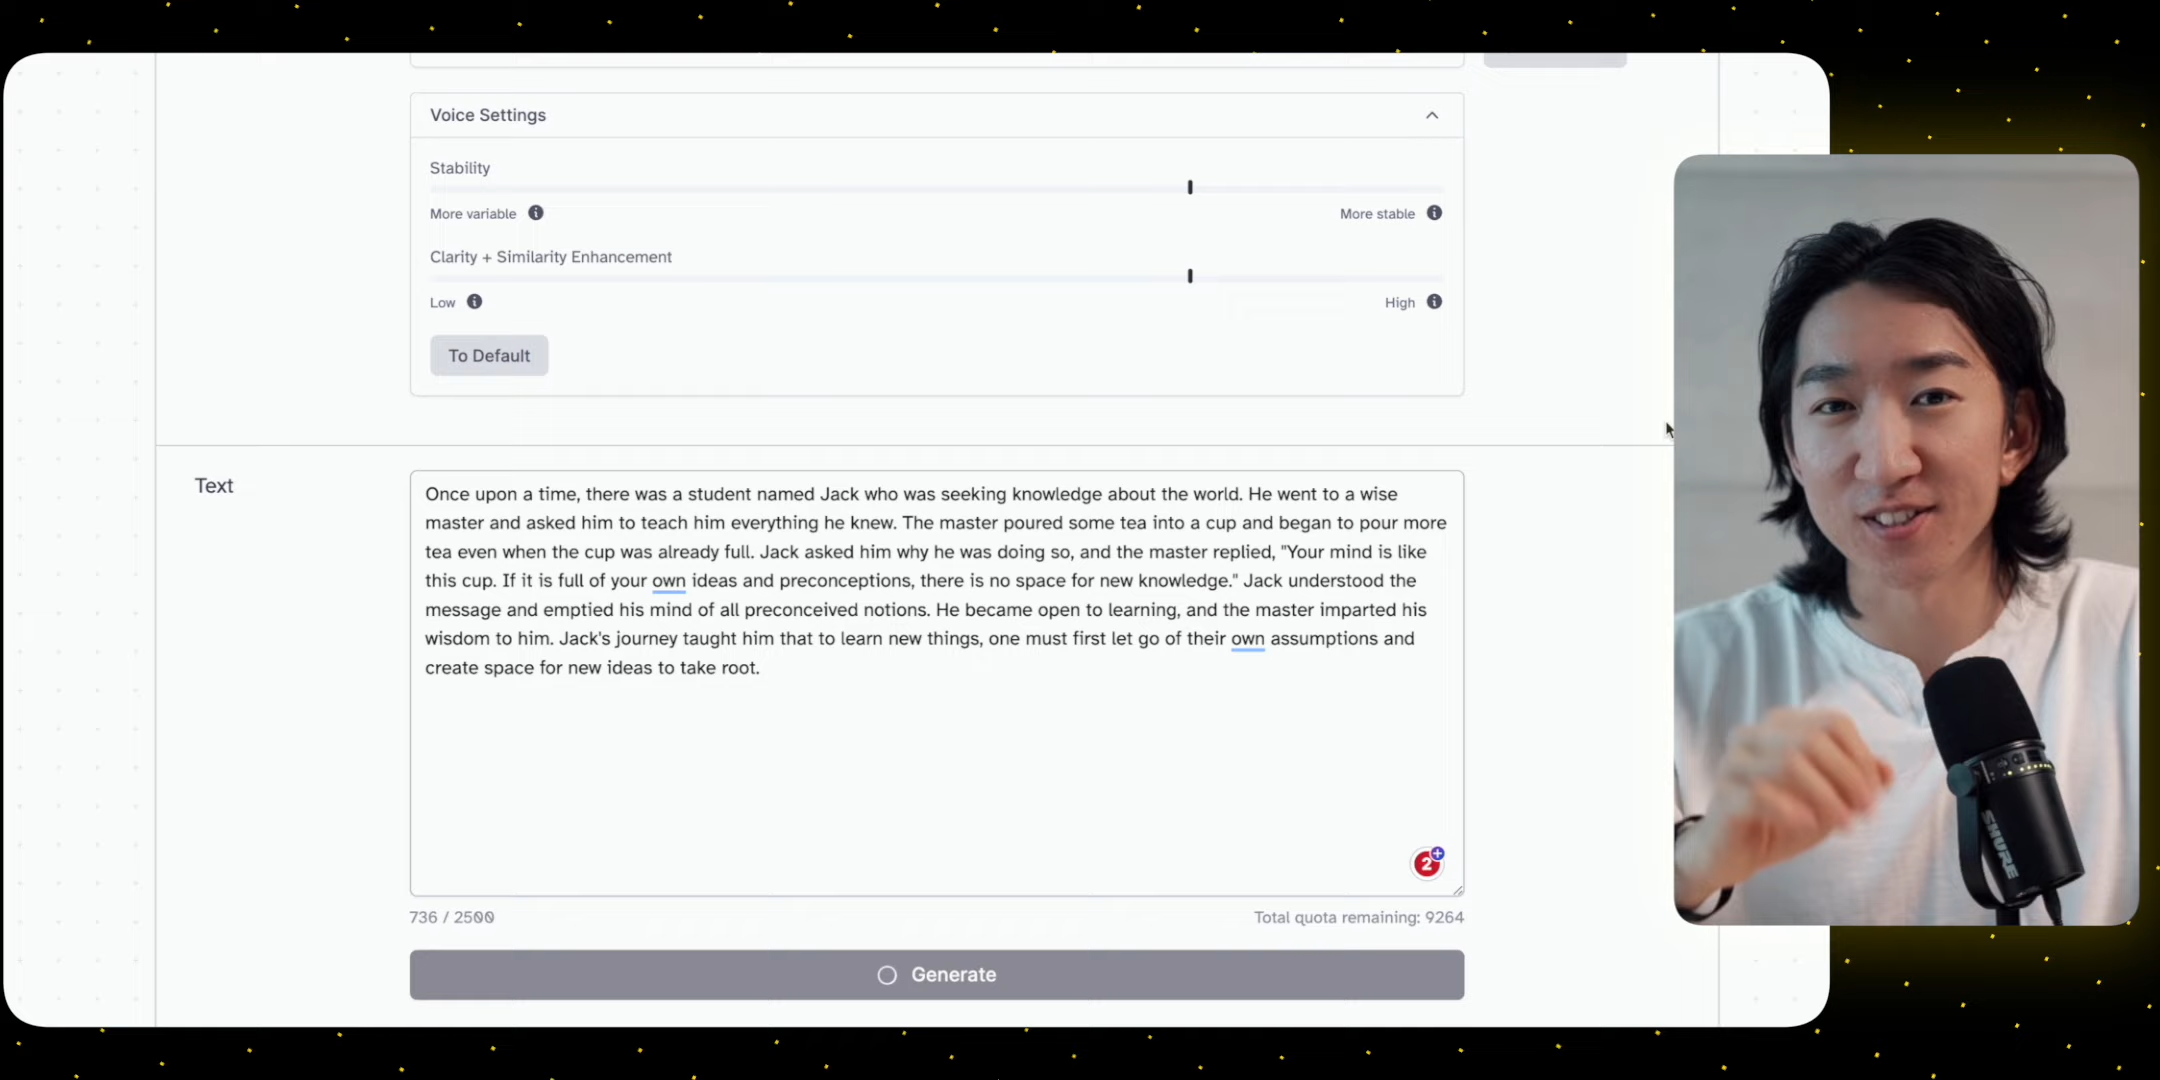 Voice Settings
Stability
More variable
More stable
Clarity + Similarity Enhancement
Low
High
To Default
Text
Once upon a time, there was a student named Jack who was seeking knowledge about the world. He went to a wise
master and asked him to teach him everything he knew. The master poured some tea into a cup and began to pour more
tea even when the cup was already full. Jack asked him why he was doing so, and the master replied, "Your mind is like
this cup. If it is full of your own ideas and preconceptions, there is no space for new knowledge." Jack understood the
message and emptied his mind of all preconceived notions. He became open to learning, and the master imparted his
wisdom to him. Jack's journey taught him that to learn new things, one must first let go of their own assumptions and
create space for new ideas to take root.
2
736 / 2500
Total quota remaining: 9264
Generate
SHURE